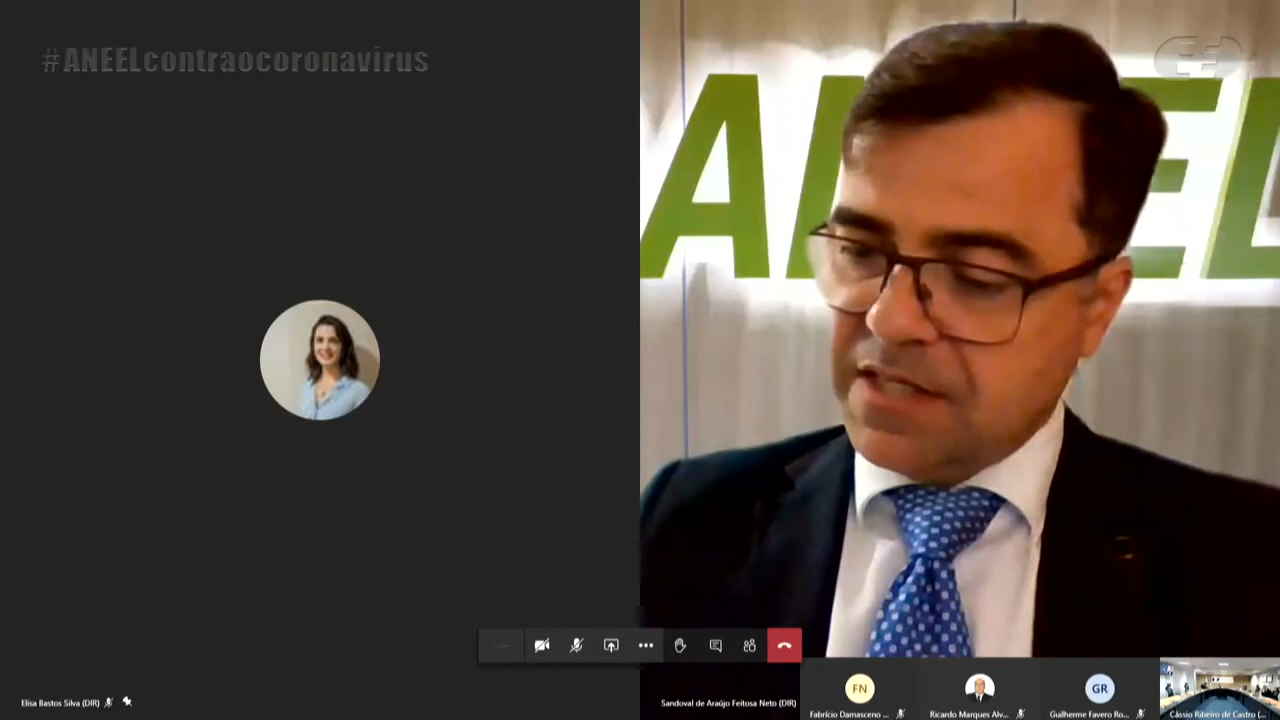 #ANEELcontraocoronavirus
ANEEL
Elisa Bastos Silva (DIR)
Sandoval de Araújo Feitosa Neto (DIR)
FN
GR
Fabrício Damasceno ...
Ricardo Marques Alv...
Guilherme Favero Ro...
Cássio Ribeiro de Castro (...